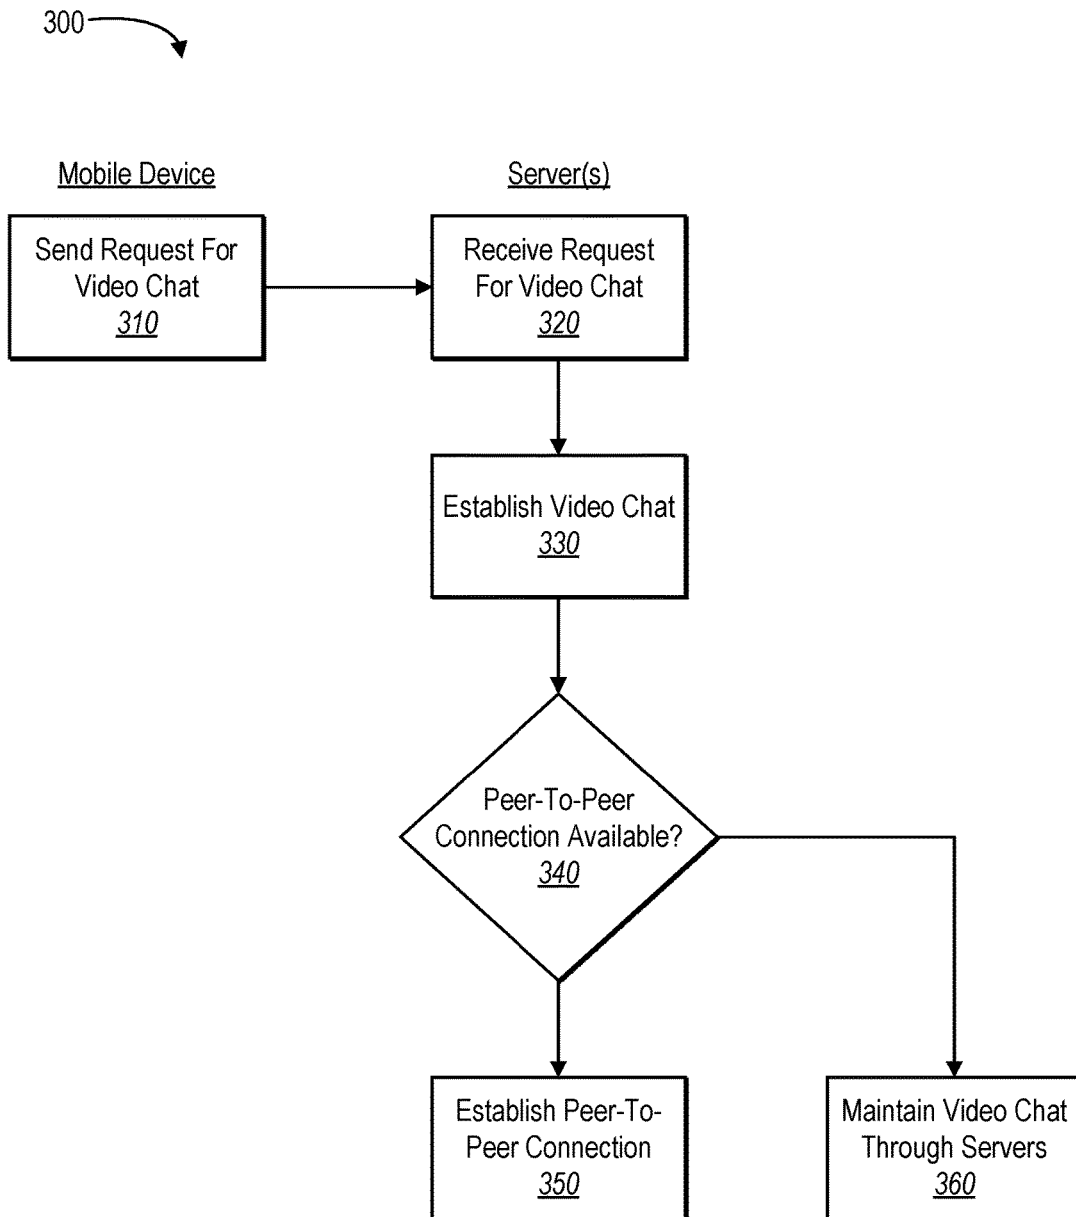 300
Mobile Device
Server(s)
Send Request For
Video Chat
310
Receive Request
For Video Chat
320
Establish Video Chat
330
Peer-To-Peer
Connection Available?
340
Establish Peer-To-
Peer Connection
350
Maintain Video Chat
Through Servers
360